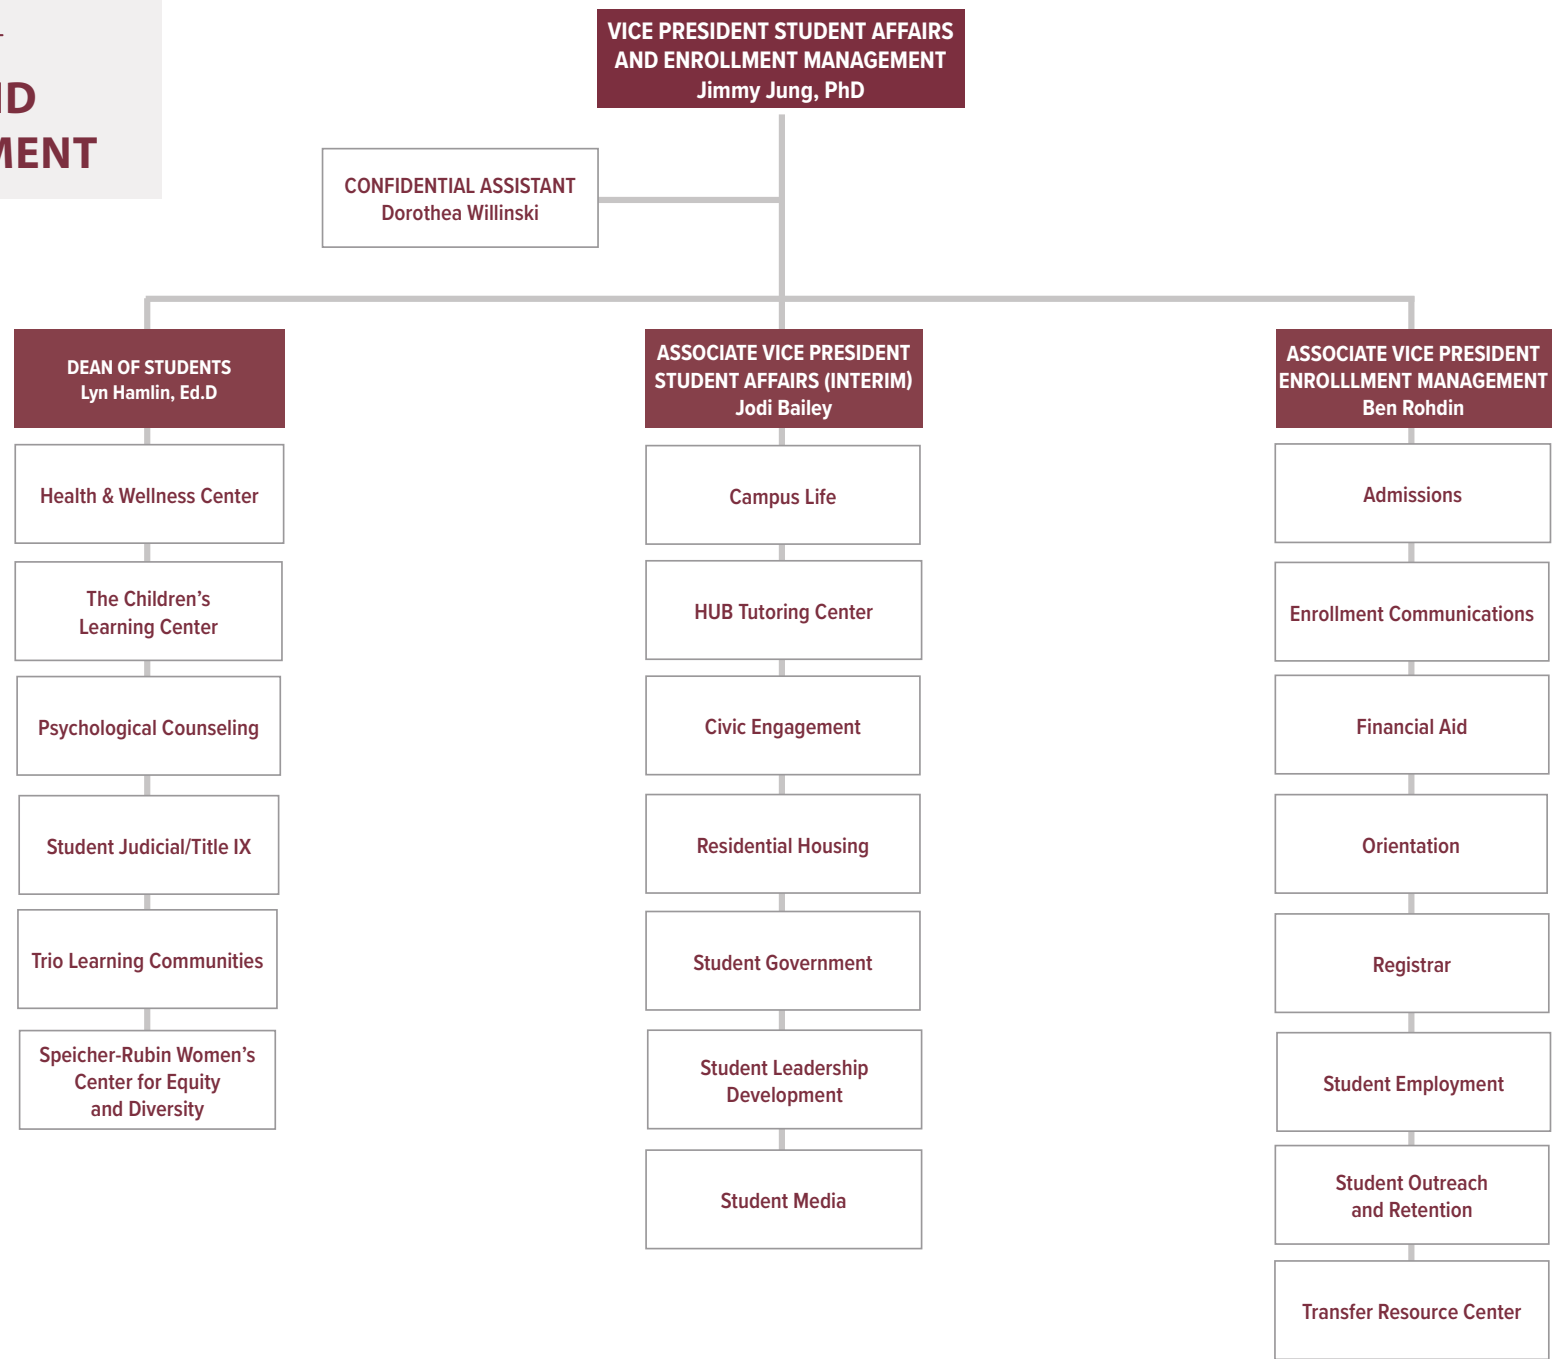 MENT
VICE PRESIDENT STUDENT AFFAIRS
AND ENROLLMENT MANAGEMENT
Jimmy Jung, PhD
CONFIDENTIAL ASSISTANT
Dorothea Willinski
DEAN OF STUDENTS
Lyn Hamlin, Ed.D
Health & Wellness Center
The Children’s
Learning Center
Psychological Counseling
Student Judicial/Title IX
Trio Learning Communities
Speicher-Rubin Women’s
Center for Equity
and Diversity
ASSOCIATE VICE PRESIDENT
STUDENT AFFAIRS (INTERIM)
Jodi Bailey
Campus Life
HUB Tutoring Center
Civic Engagement
Residential Housing
Student Government
Student Leadership
Development
Student Media
ASSOCIATE VICE PRESIDENT
ENROLLLMENT MANAGEMENT
Ben Rohdin
Admissions
Enrollment Communications
Financial Aid
Orientation
Registrar
Student Employment
Student Outreach
and Retention
Transfer Resource Center